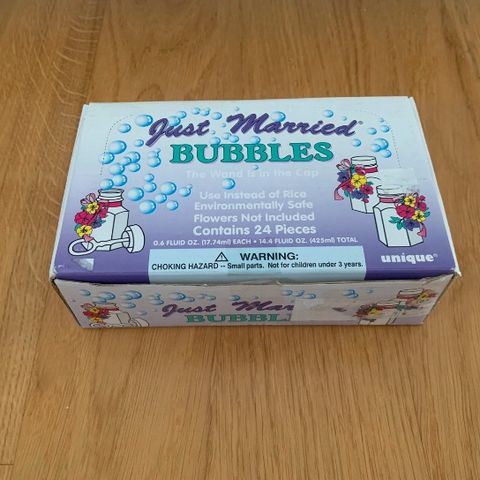 Just Married
BUBBLES
The Wand is in the Cap
Use Instead of Rice
Environmentally Safe
Flowers Not Included
Contains 24 Pieces
0.6 FLUID OZ. (17.74ml) EACH • 14.4 FLUID OZ. (425ml) TOTAL
unique®
WARNING:
CHOKING HAZARD -- Small parts. Not for children under 3 years.
Just Mar
BUBBL